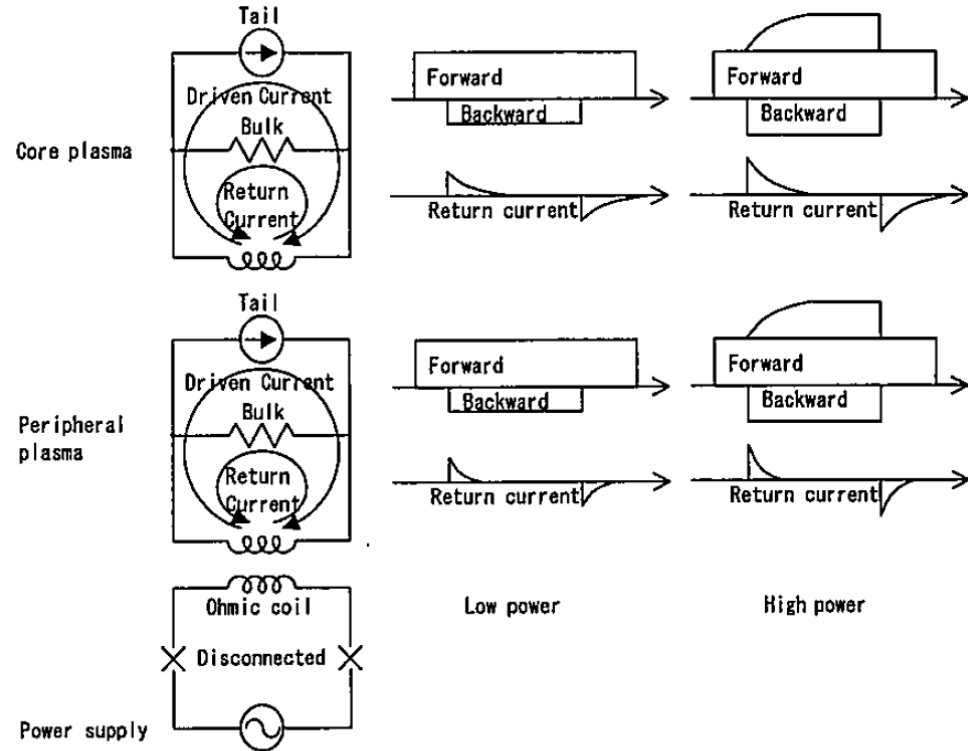 Tail
Driven Current
Bulk
Core plasma
Return
Current
Forward
Backward
Return current
Forward
Backward
Return current
Tail
Driven Current
Bulk
Peripheral
plasma
Return
Current
Forward
Backward
Return current
Forward
Backward
Return current
Ohmic coil
Low power
High power
Disconnected
Power supply